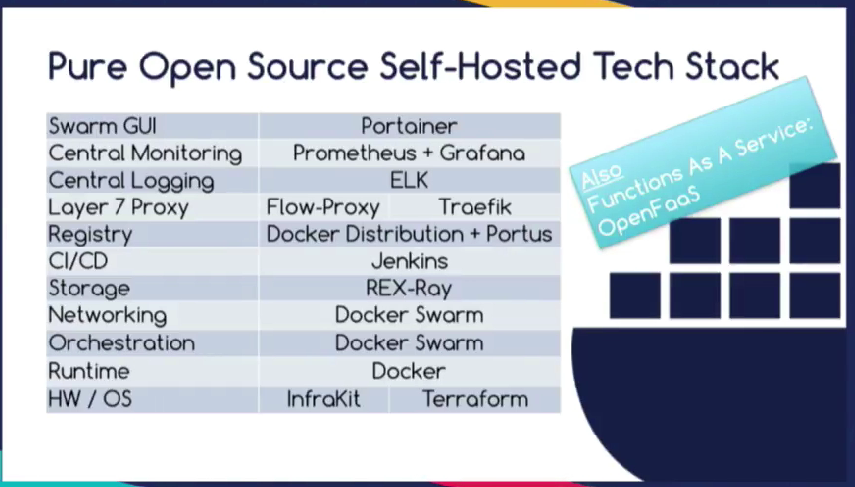 Pure Open Source Self-Hosted Tech Stack
Swarm GUI Portainer
Central Monitoring Prometheus + Grafana
Central Logging ELK
Layer 7 Proxy Flow-Proxy Traefik
Registry Docker Distribution + Portus
CI/CD Jenkins
Storage REX-Ray
Networking Docker Swarm
Orchestration Docker Swarm
Runtime Docker
HW / OS InfraKit Terraform
Also
Functions As A Service:
OpenFaaS